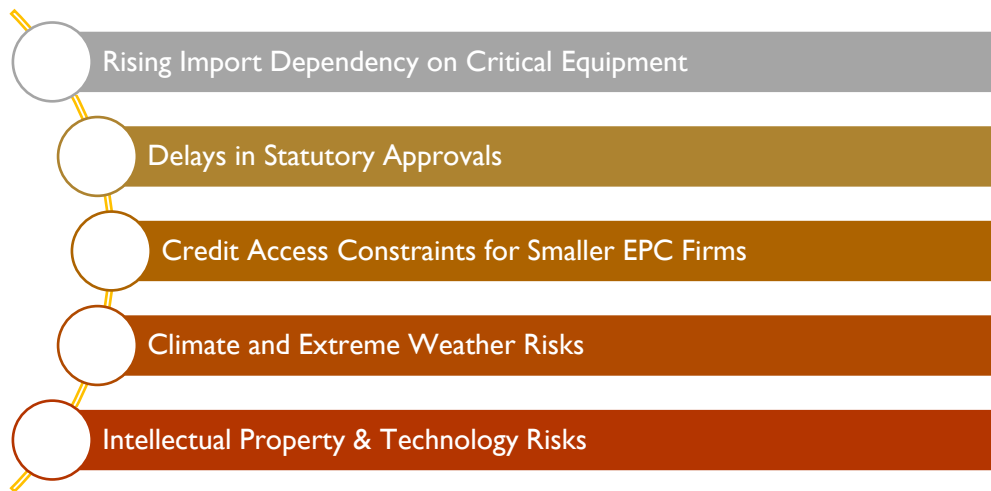 Rising Import Dependency on Critical Equipment
Delays in Statutory Approvals
Credit Access Constraints for Smaller EPC Firms
Climate and Extreme Weather Risks
Intellectual Property & Technology Risks